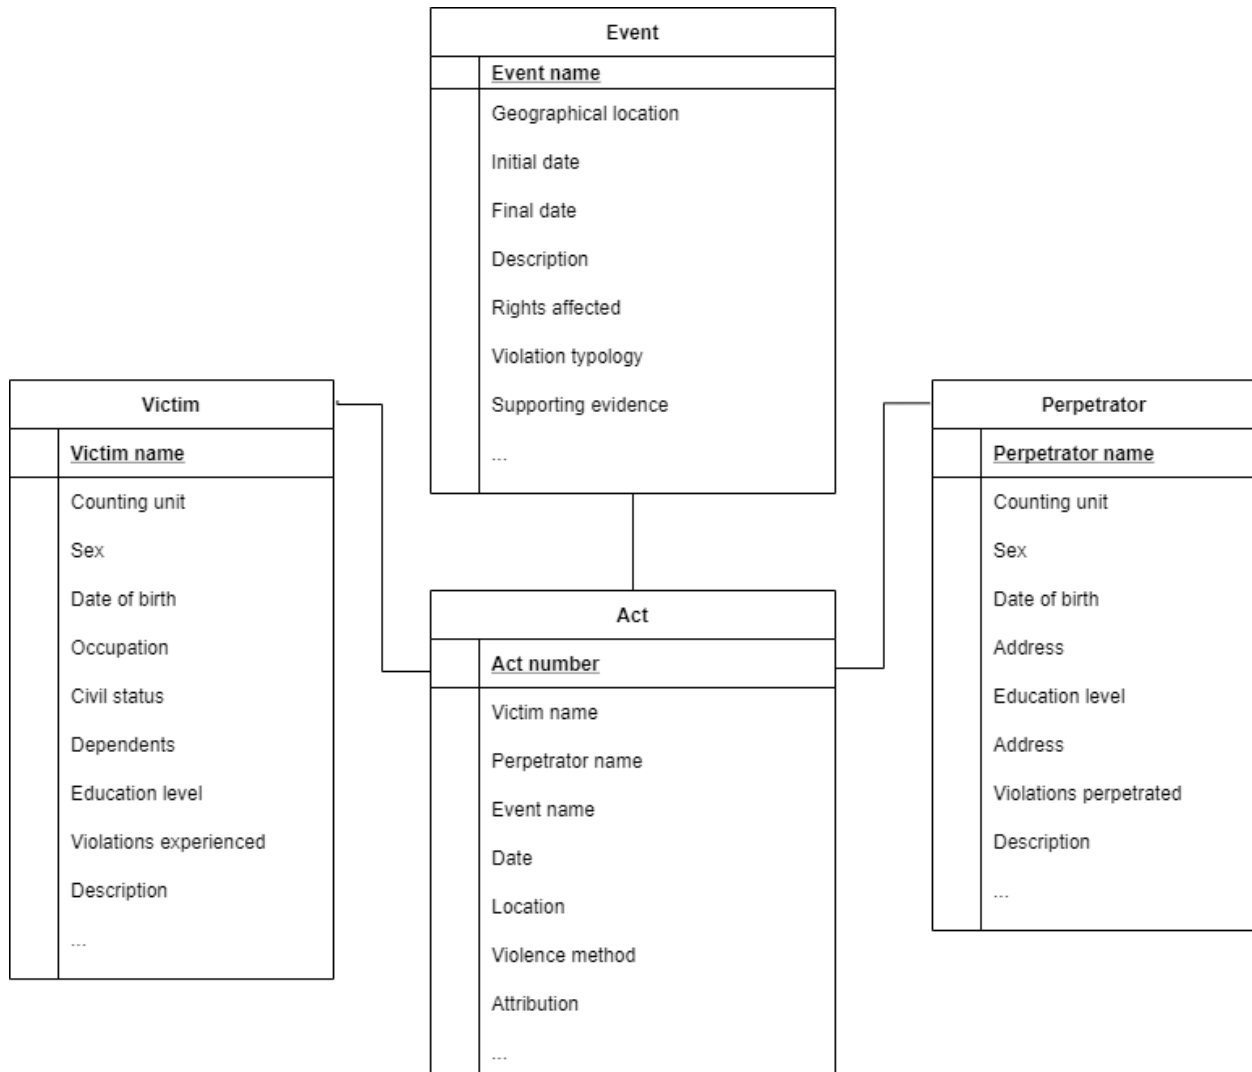 Event
Event name
Geographical location
Initial date
Final date
Description
Rights affected
Violation typology
Supporting evidence
...
Victim
Victim name
Counting unit
Sex
Date of birth
Occupation
Civil status
Dependents
Education level
Violations experienced
Description
...
Act
Act number
Victim name
Perpetrator name
Event name
Date
Location
Violence method
Attribution
...
Perpetrator
Perpetrator name
Counting unit
Sex
Date of birth
Address
Education level
Address
Violations perpetrated
Description
...